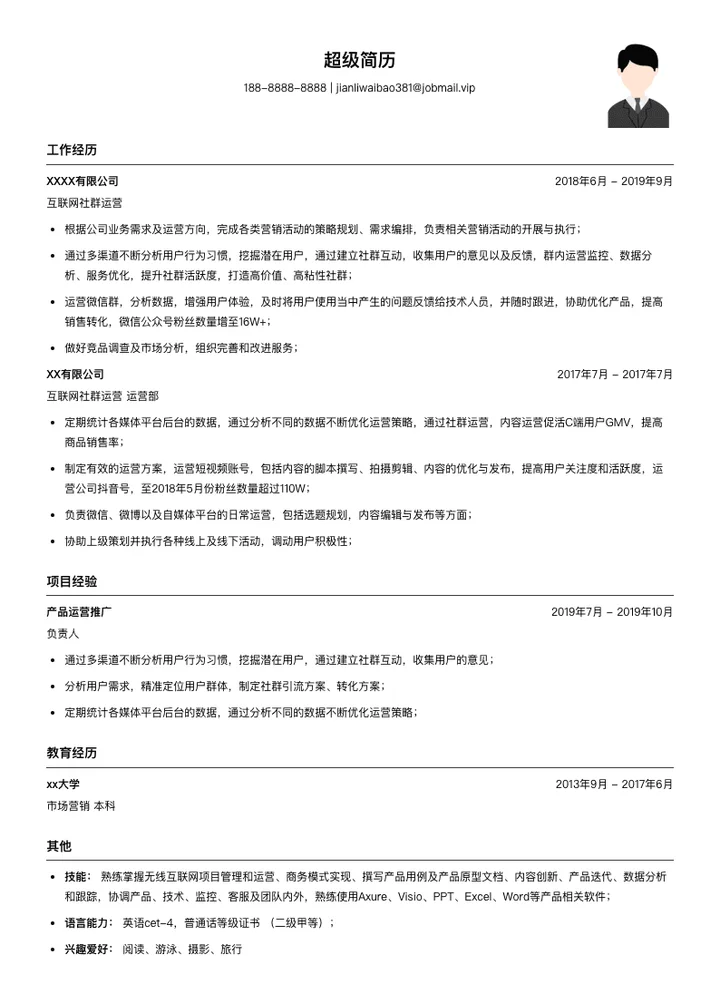 超级简历
188-8888-8888 | jianliwaibao381@jobmail.vip
工作经历
XXXX有限公司 2018年6月 – 2019年9月
互联网社群运营
• 根据公司业务需求及运营方向，完成各类营销活动的策略规划、需求编排，负责相关营销活动的开展与执行；
• 通过多渠道不断分析用户行为习惯，挖掘潜在用户，通过建立社群互动，收集用户的意见以及反馈，群内运营监控、数据分
析、服务优化，提升社群活跃度，打造高价值、高粘性社群；
• 运营微信群，分析数据，增强用户体验，及时将用户使用当中产生的问题反馈给技术人员，并随时跟进，协助优化产品，提高
销售转化，微信公众号粉丝数量增至16W+；
• 做好竞品调查及市场分析，组织完善和改进服务；
XX有限公司 2017年7月 – 2017年7月
互联网社群运营 运营部
• 定期统计各媒体平台后台的数据，通过分析不同的数据不断优化运营策略，通过社群运营，内容运营促活C端用户GMV，提高
商品销售率；
• 制定有效的运营方案，运营短视频账号，包括内容的脚本撰写、拍摄剪辑、内容的优化与发布，提高用户关注度和活跃度，运
营公司抖音号，至2018年5月份粉丝数量超过110W；
• 负责微信、微博以及自媒体平台的日常运营，包括选题规划，内容编辑与发布等方面；
• 协助上级策划并执行各种线上及线下活动，调动用户积极性；
项目经验
产品运营推广 2019年7月 – 2019年10月
负责人
• 通过多渠道不断分析用户行为习惯，挖掘潜在用户，通过建立社群互动，收集用户的意见；
• 分析用户需求，精准定位用户群体，制定社群引流方案、转化方案；
• 定期统计各媒体平台后台的数据，通过分析不同的数据不断优化运营策略；
教育经历
xx大学 2013年9月 – 2017年6月
市场营销 本科
其他
• 技能： 熟练掌握无线互联网项目管理和运营、商务模式实现、撰写产品用例及产品原型文档、内容创新、产品迭代、数据分析
和跟踪，协调产品、技术、监控、客服及团队内外，熟练使用Axure、Visio、PPT、Excel、Word等产品相关软件；
• 语言能力： 英语cet-4，普通话等级证书 （二级甲等）；
• 兴趣爱好： 阅读、游泳、摄影、旅行